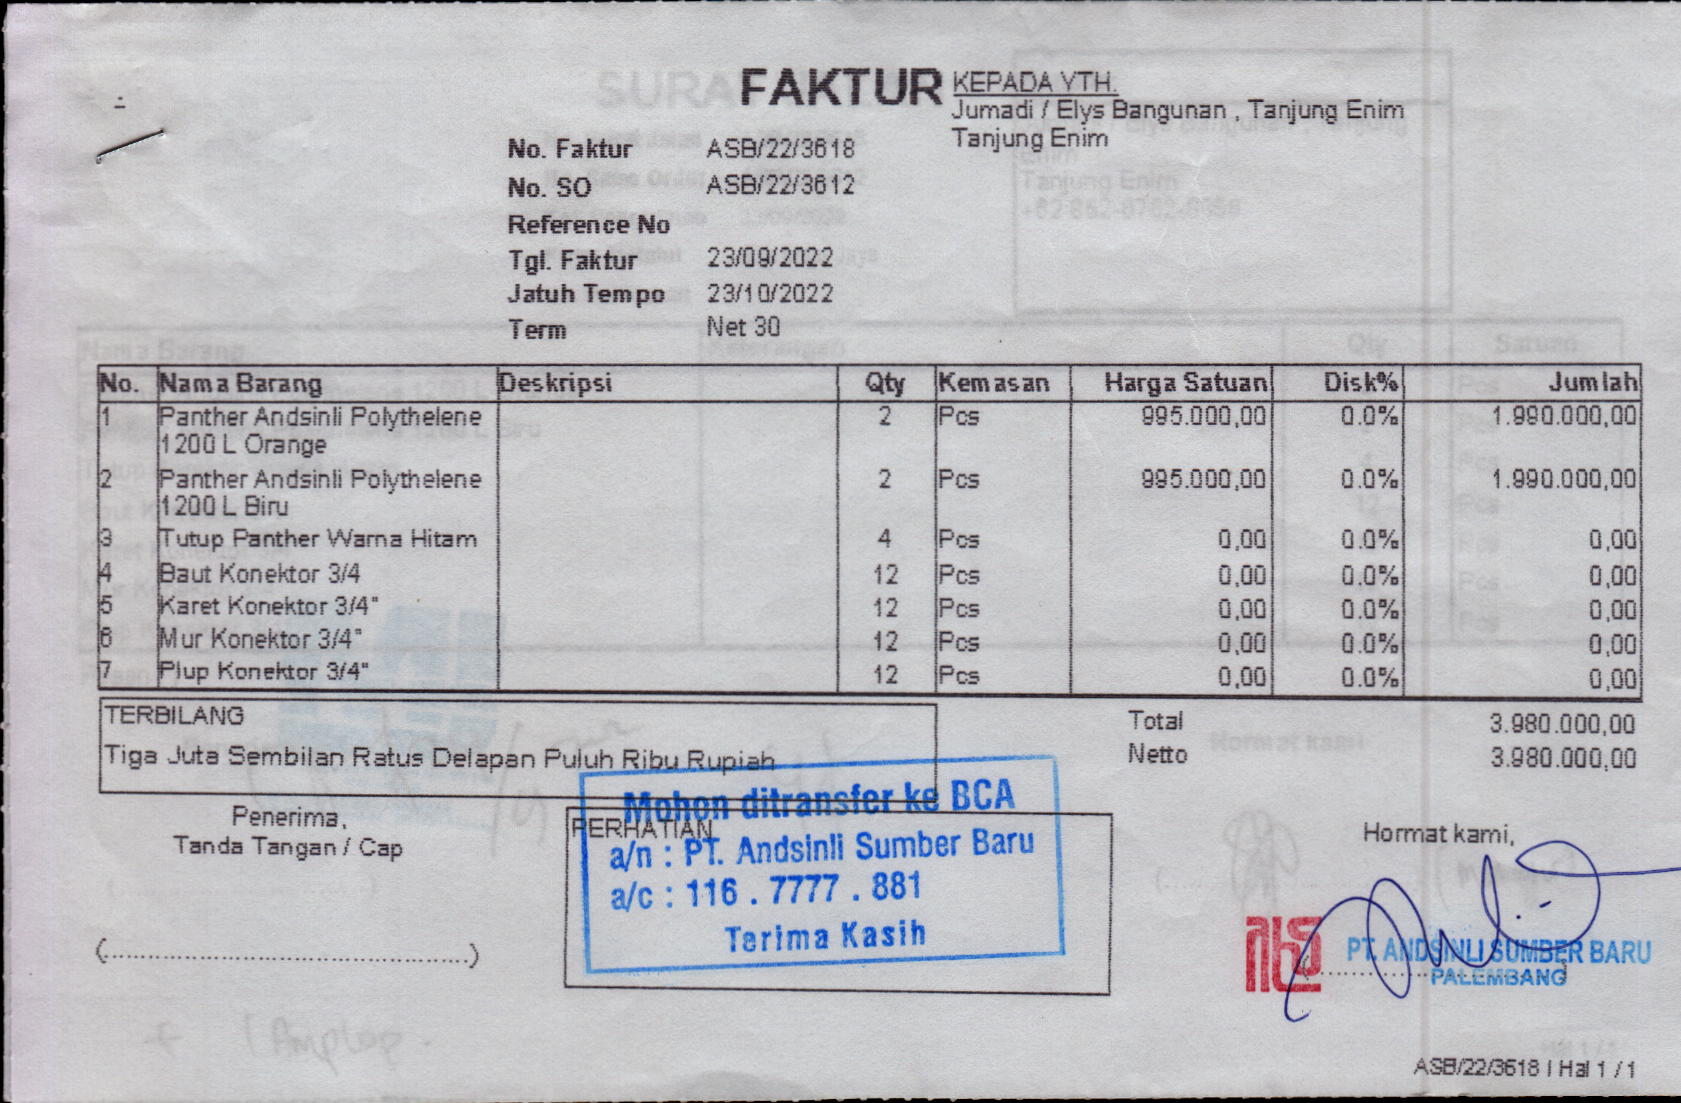 FAKTUR
KEPADA YTH.
Jumadi / Elys Bangunan , Tanjung Enim
Tanjung Enim
No. Faktur ASB/22/3618
No. SO ASB/22/3612
Reference No
Tgl. Faktur 23/09/2022
Jatuh Tempo 23/10/2022
Term Net 30
No. Nama Barang Deskripsi Qty Kemasan Harga Satuan Disk% Jumlah
1 Panther Andsinli Polythelene 2 Pcs 995.000,00 0.0% 1.990.000,00
1200 L Orange
2 Panther Andsinli Polythelene 2 Pcs 995.000,00 0.0% 1.990.000,00
1200 L Biru
3 Tutup Panther Warna Hitam 4 Pcs 0,00 0.0% 0,00
4 Baut Konektor 3/4 12 Pcs 0,00 0.0% 0,00
5 Karet Konektor 3/4" 12 Pcs 0,00 0.0% 0,00
6 Mur Konektor 3/4" 12 Pcs 0,00 0.0% 0,00
7 Plup Konektor 3/4" 12 Pcs 0,00 0.0% 0,00
TERBILANG
Tiga Juta Sembilan Ratus Delapan Puluh Ribu Rupiah
Total 3.980.000,00
Netto 3.980.000,00
Penerima,
Tanda Tangan / Cap
(............................................................)
PERHATIAN
Mohon ditransfer ke BCA
a/n : PT. Andsinli Sumber Baru
a/c : 116 . 7777 . 881
Terima Kasih
Hormat kami,
PT. ANDSINLI SUMBER BARU
PALEMBANG
+ 1 Amplop.
ASB/22/3618 | Hal 1 / 1